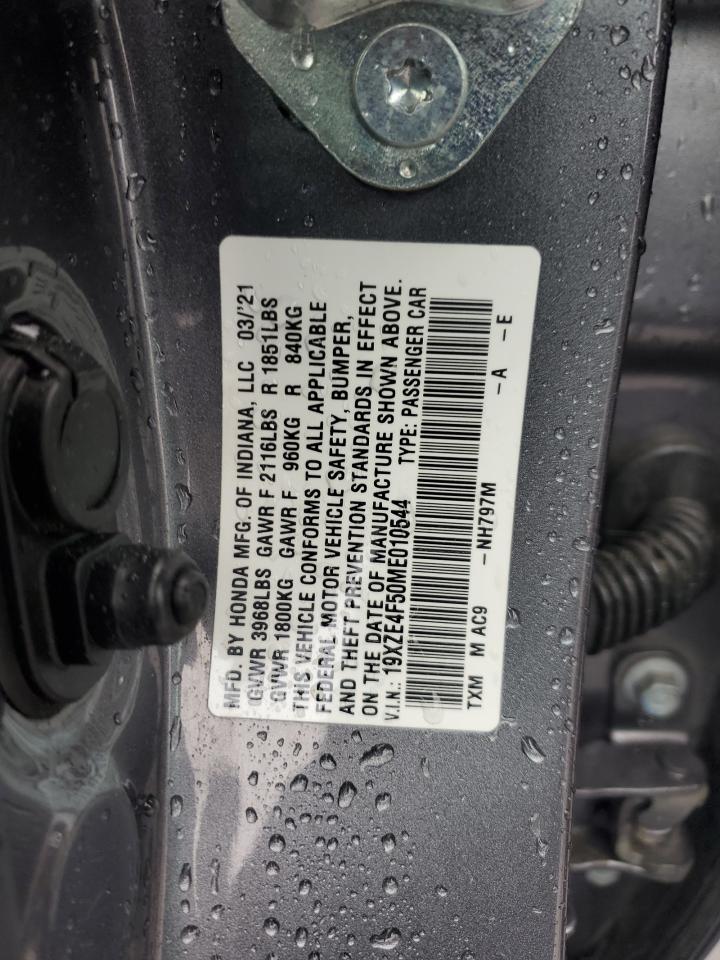 MFD. BY HONDA MFG. OF INDIANA, LLC 03/'21
GVWR 3968LBS GAWR F 2116LBS R 1851LBS
GVWR 1800KG GAWR F 960KG R 840KG
THIS VEHICLE CONFORMS TO ALL APPLICABLE
FEDERAL MOTOR VEHICLE SAFETY, BUMPER,
AND THEFT PREVENTION STANDARDS IN EFFECT
ON THE DATE OF MANUFACTURE SHOWN ABOVE.
V.I.N.: 19XZE4F50ME010544 TYPE: PASSENGER CAR
TXM M AC9 -NH797M -A -E